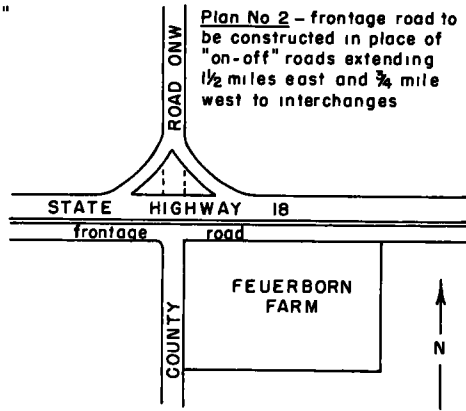 "
Plan No 2 - frontage road to
be constructed in place of
"on-off" roads extending
1½ miles east and ¾ mile
west to interchanges
ROAD ONW
STATE HIGHWAY 18
frontage road
FEUERBORN
FARM
COUNTY
N